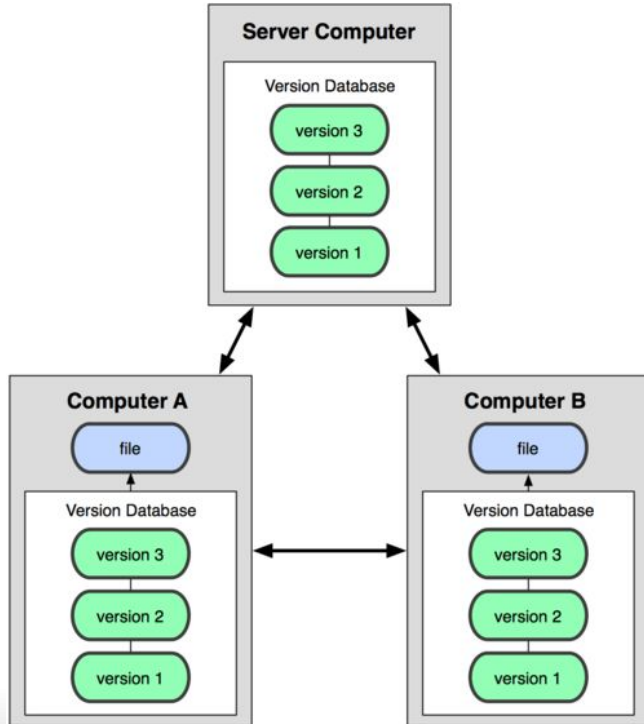 Server Computer
Version Database
version 3
version 2
version 1
Computer A
file
Version Database
version 3
version 2
version 1
Computer B
file
Version Database
version 3
version 2
version 1